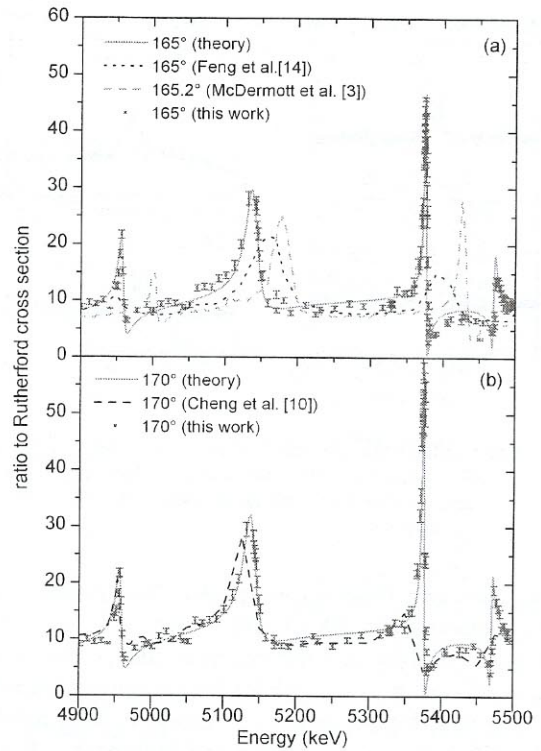 60
50
40
30
20
10
0
(a)
165° (theory)
165° (Feng et al.[14])
165.2° (McDermott et al. [3])
165° (this work)
ratio to Rutherford cross section
50
40
30
20
10
0
(b)
170° (theory)
170° (Cheng et al. [10])
170° (this work)
4900 5000 5100 5200 5300 5400 5500
Energy (keV)